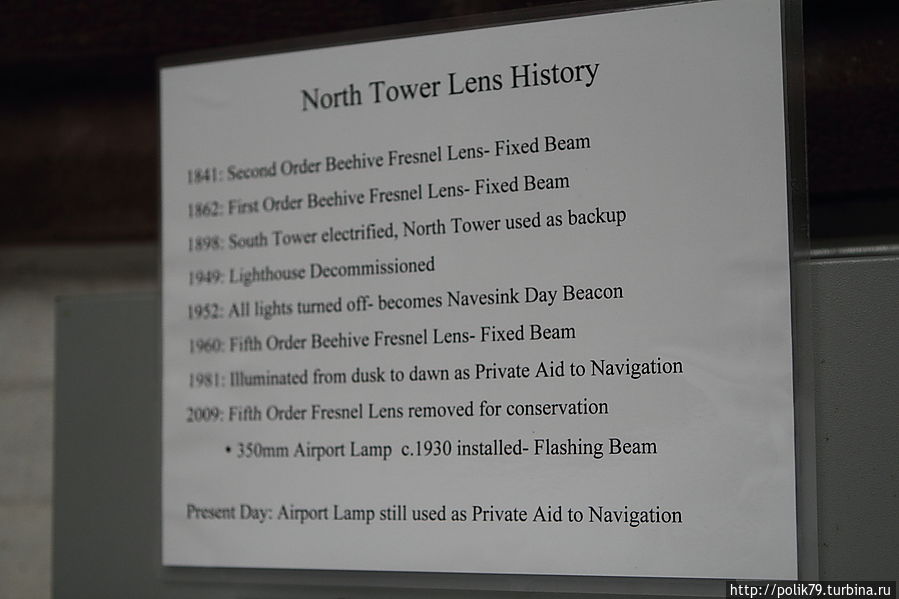 North Tower Lens History
1841: Second Order Beehive Fresnel Lens- Fixed Beam
1862: First Order Beehive Fresnel Lens- Fixed Beam
1898: South Tower electrified, North Tower used as backup
1949: Lighthouse Decommissioned
1952: All lights turned off- becomes Navesink Day Beacon
1960: Fifth Order Beehive Fresnel Lens- Fixed Beam
1981: Illuminated from dusk to dawn as Private Aid to Navigation
2009: Fifth Order Fresnel Lens removed for conservation
• 350mm Airport Lamp c.1930 installed- Flashing Beam
Present Day: Airport Lamp still used as Private Aid to Navigation
http://polik79.turbina.ru